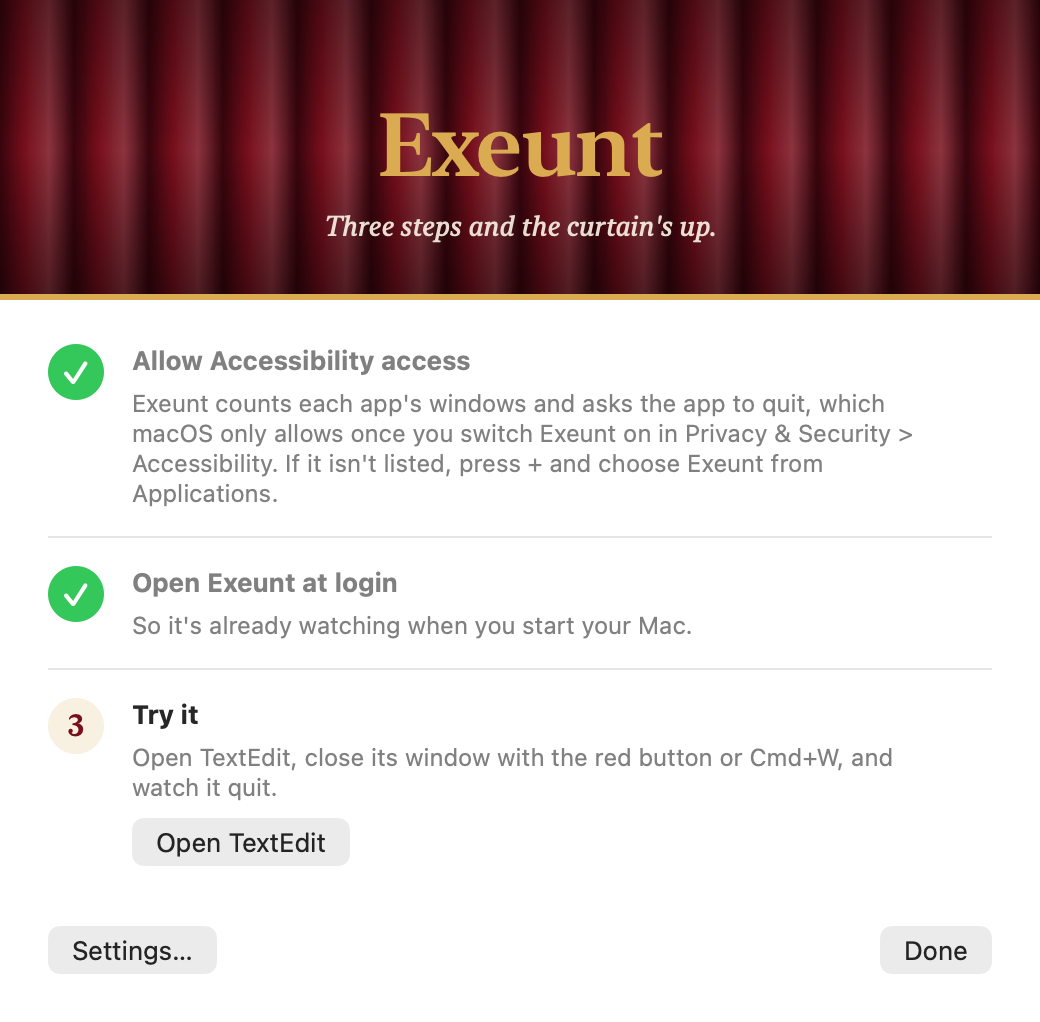 Exeunt
Three steps and the curtain's up.
Allow Accessibility access
Exeunt counts each app's windows and asks the app to quit, which
macOS only allows once you switch Exeunt on in Privacy & Security >
Accessibility. If it isn't listed, press + and choose Exeunt from
Applications.
Open Exeunt at login
So it's already watching when you start your Mac.
3
Try it
Open TextEdit, close its window with the red button or Cmd+W, and
watch it quit.
Open TextEdit
Settings...
Done